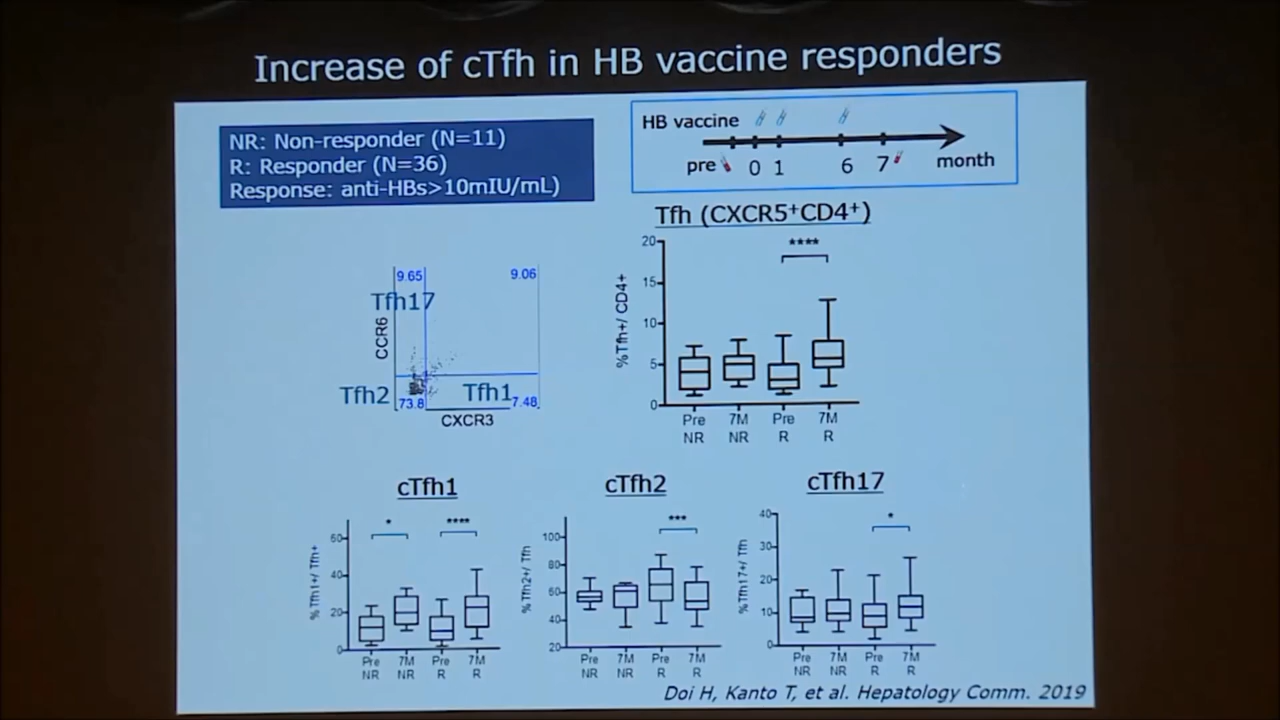 Increase of cTfh in HB vaccine responders
NR: Non-responder (N=11)
R: Responder (N=36)
Response: anti-HBs>10mIU/mL)
HB vaccine
pre 0 1 6 7 month
Tfh (CXCR5⁺CD4⁺)
****
20
15
10
5
0
%Tfh+/ CD4+
Pre NR
7M NR
Pre R
7M R
9.65
9.06
Tfh17
CCR6
Tfh2
Tfh1
73.8
7.48
CXCR3
cTfh1
* ****
60
40
20
0
%Tfh1+/ Tfh+
Pre NR
7M NR
Pre R
7M R
cTfh2
***
100
80
60
40
20
%Tfh2+/ Tfh
Pre NR
7M NR
Pre R
7M R
cTfh17
*
40
30
20
10
0
%Tfh17+/ Tfh
Pre NR
7M NR
Pre R
7M R
Doi H, Kanto T, et al. Hepatology Comm. 2019